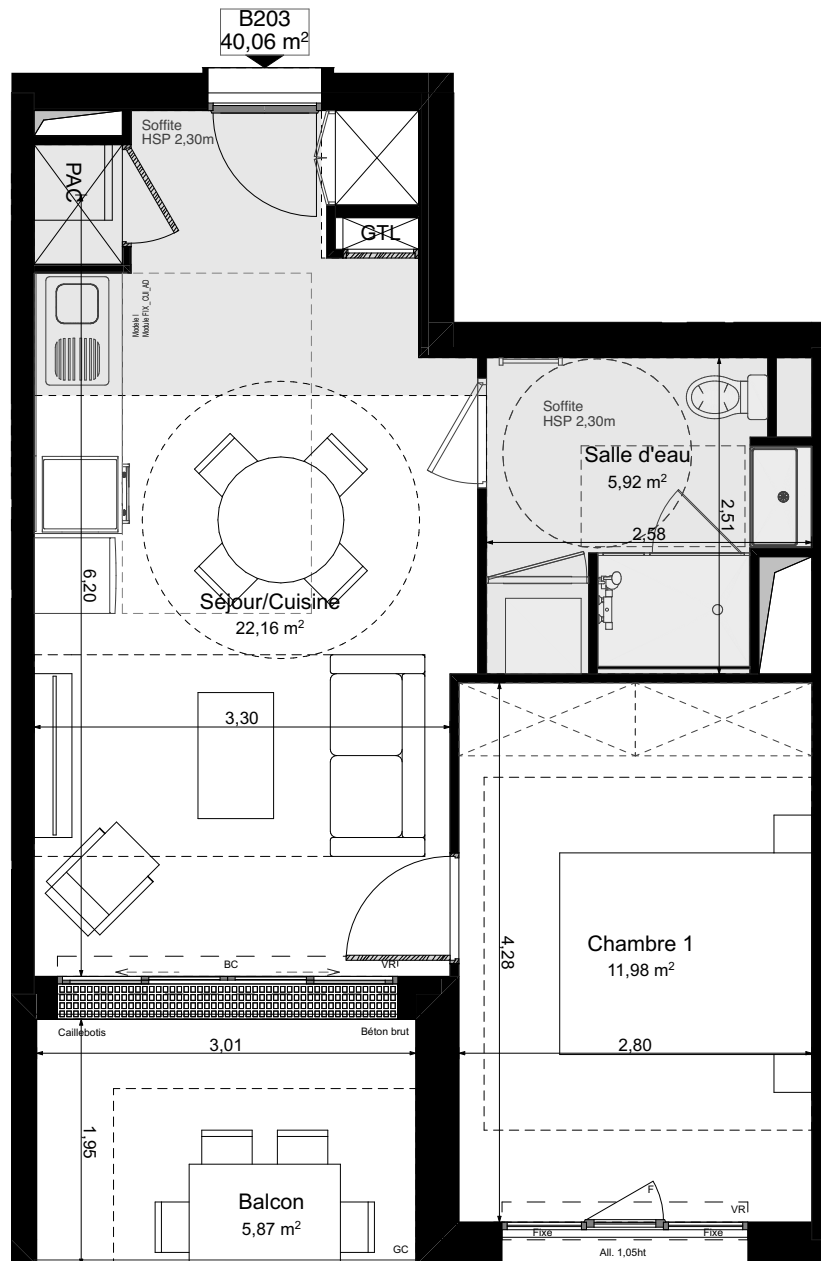 B203
40,06 m²
Soffite
HSP 2,30m
PAC
GTL
Modele I
Module FIX_CUI_AD
Soffite
HSP 2,30m
Salle d'eau
5,92 m²
2,51
2,58
6,20
Séjour/Cuisine
22,16 m²
3,30
4,28
Chambre 1
11,98 m²
BC
VR
Caillebotis
Béton brut
3,01
2,80
1,95
Balcon
5,87 m²
GC
F
VR
Fixe
Fixe
All. 1,05ht